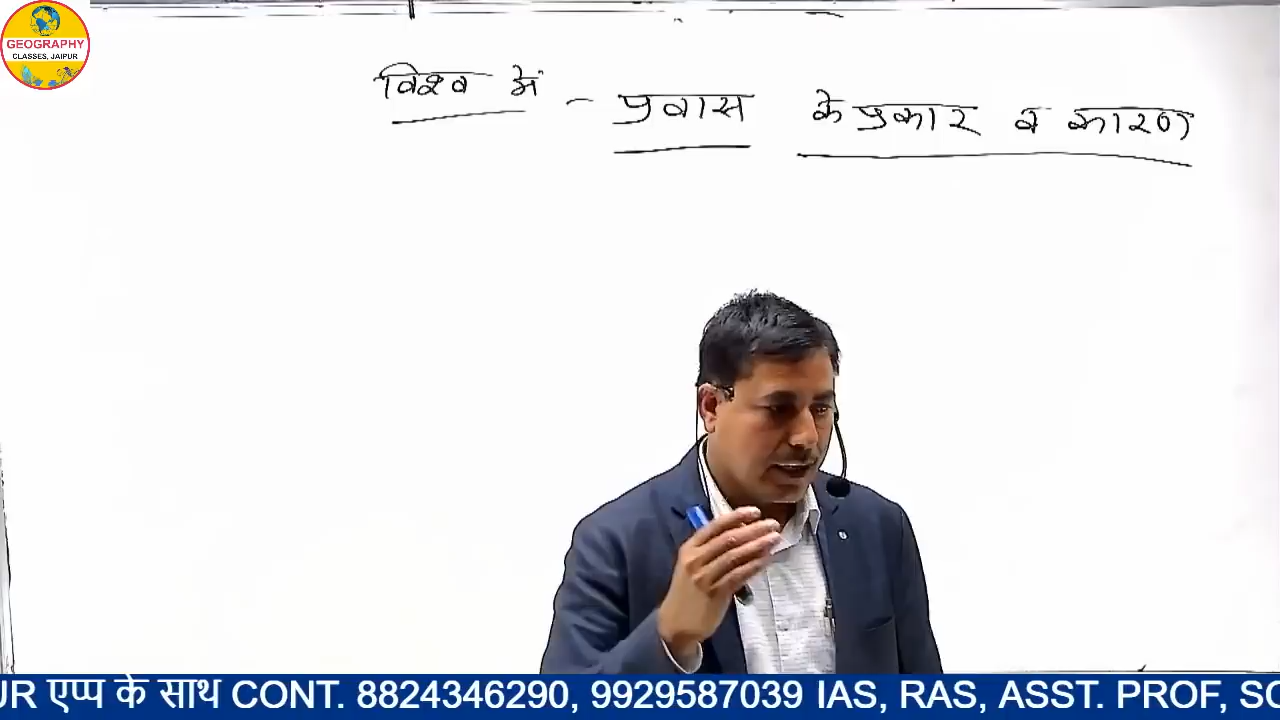 GEOGRAPHY
CLASSES, JAIPUR
विश्व में - प्रवास के प्रकार व कारण
UR एप्प के साथ CONT. 8824346290, 9929587039 IAS, RAS, ASST. PROF, SC